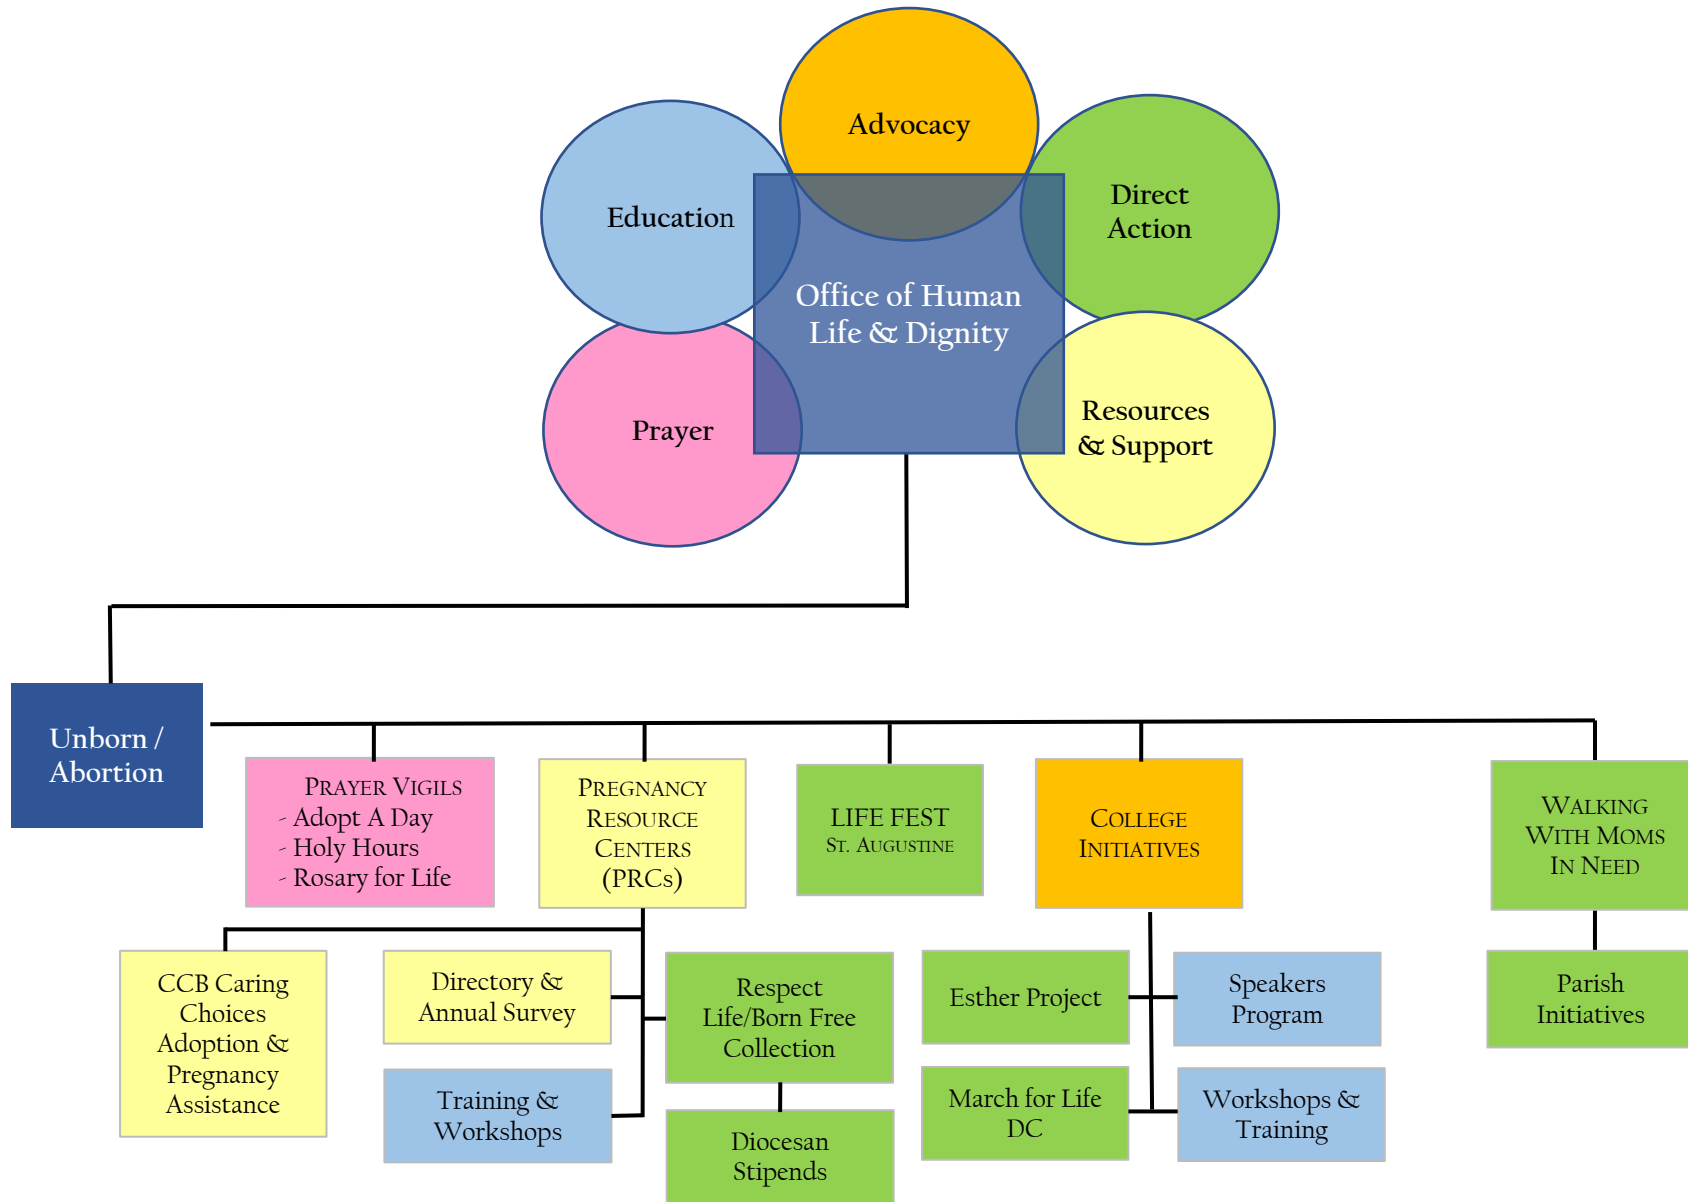 Advocacy
Education
Direct
Action
Office of Human
Life & Dignity
Prayer
Resources
& Support
Unborn /
Abortion
PRAYER VIGILS
- Adopt A Day
- Holy Hours
- Rosary for Life
PREGNANCY
RESOURCE
CENTERS
(PRCs)
LIFE FEST
ST. AUGUSTINE
COLLEGE
INITIATIVES
WALKING
WITH MOMS
IN NEED
CCB Caring
Choices
Adoption &
Pregnancy
Assistance
Directory &
Annual Survey
Training &
Workshops
Respect
Life/Born Free
Collection
Diocesan
Stipends
Esther Project
Speakers
Program
March for Life
DC
Workshops &
Training
Parish
Initiatives